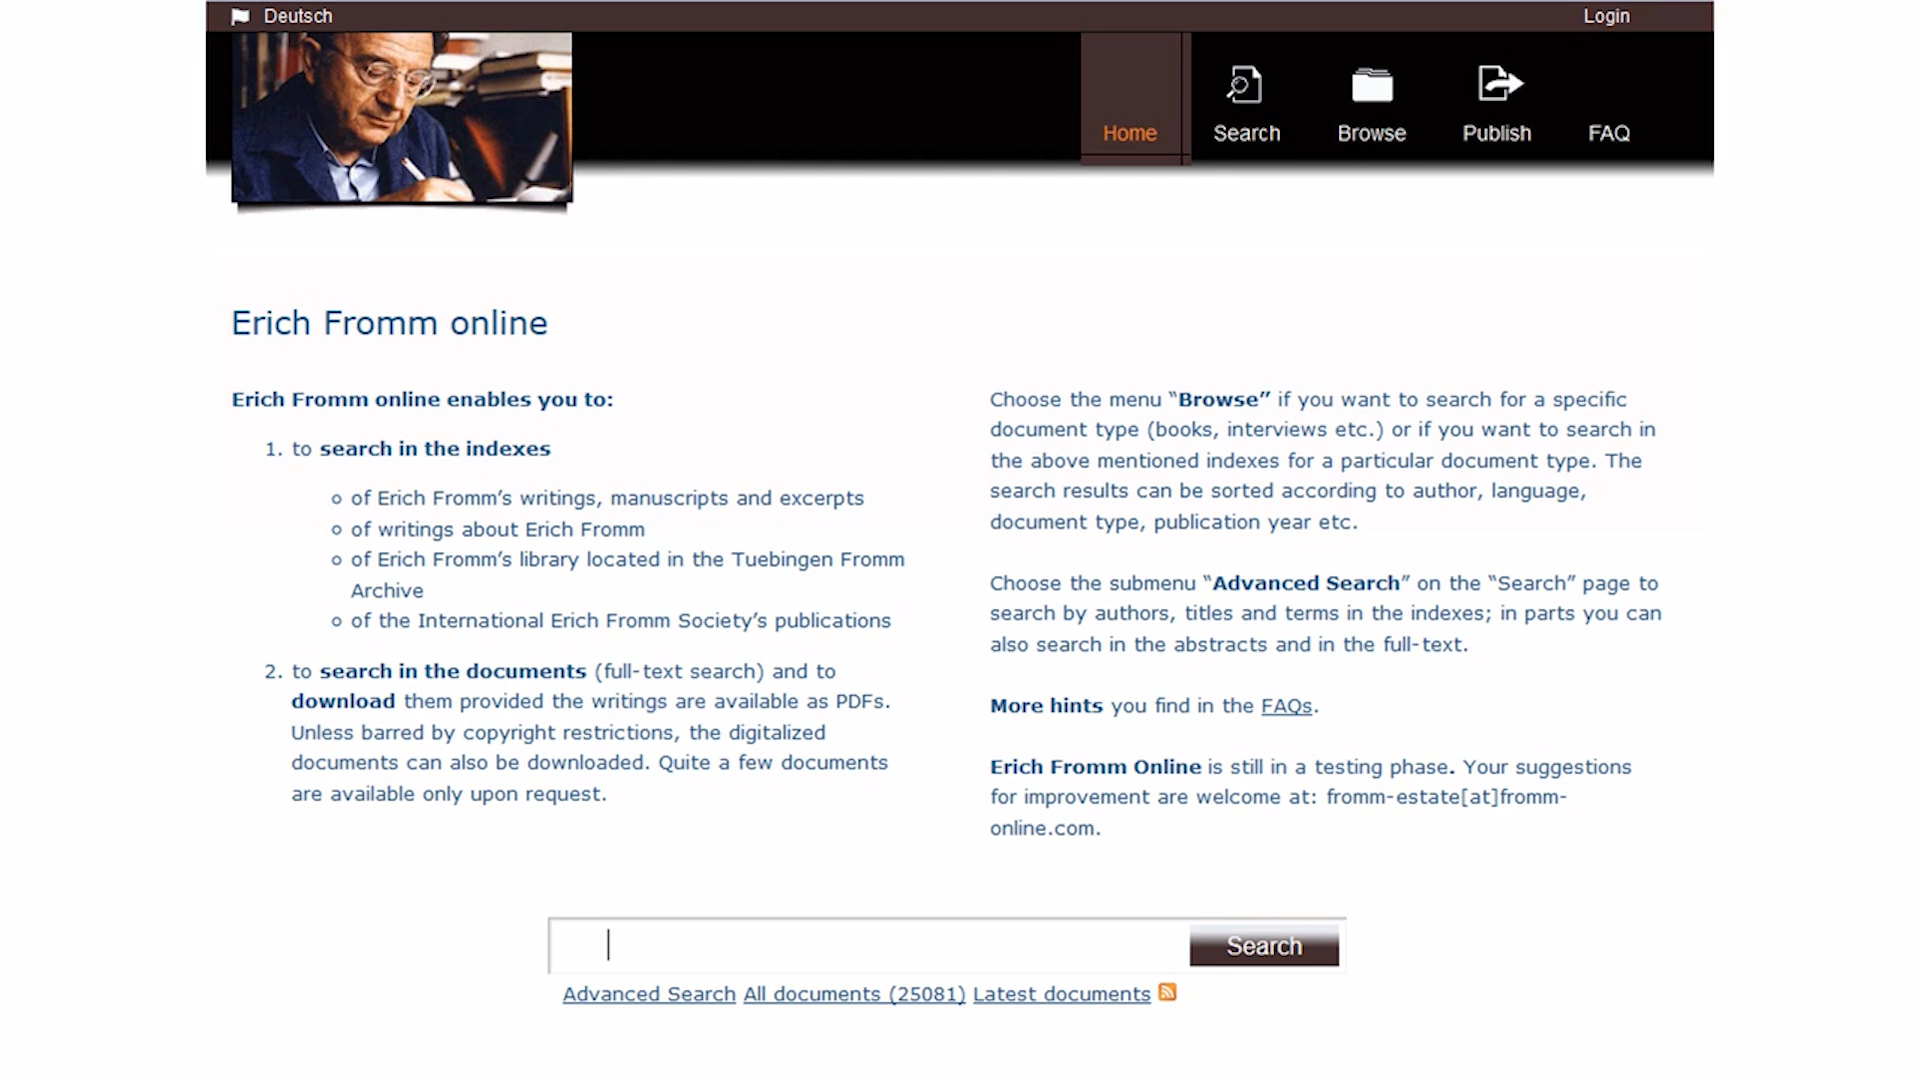 Deutsch
Login
Home
Search
Browse
Publish
FAQ
Erich Fromm online
Erich Fromm online enables you to:
1. to search in the indexes
of Erich Fromm’s writings, manuscripts and excerpts
of writings about Erich Fromm
of Erich Fromm’s library located in the Tuebingen Fromm
Archive
of the International Erich Fromm Society’s publications
2. to search in the documents (full-text search) and to
download them provided the writings are available as PDFs.
Unless barred by copyright restrictions, the digitalized
documents can also be downloaded. Quite a few documents
are available only upon request.
Choose the menu “Browse” if you want to search for a specific
document type (books, interviews etc.) or if you want to search in
the above mentioned indexes for a particular document type. The
search results can be sorted according to author, language,
document type, publication year etc.
Choose the submenu “Advanced Search” on the “Search” page to
search by authors, titles and terms in the indexes; in parts you can
also search in the abstracts and in the full-text.
More hints you find in the FAQs.
Erich Fromm Online is still in a testing phase. Your suggestions
for improvement are welcome at: fromm-estate[at]fromm-
online.com.
Search
Advanced Search All documents (25081) Latest documents